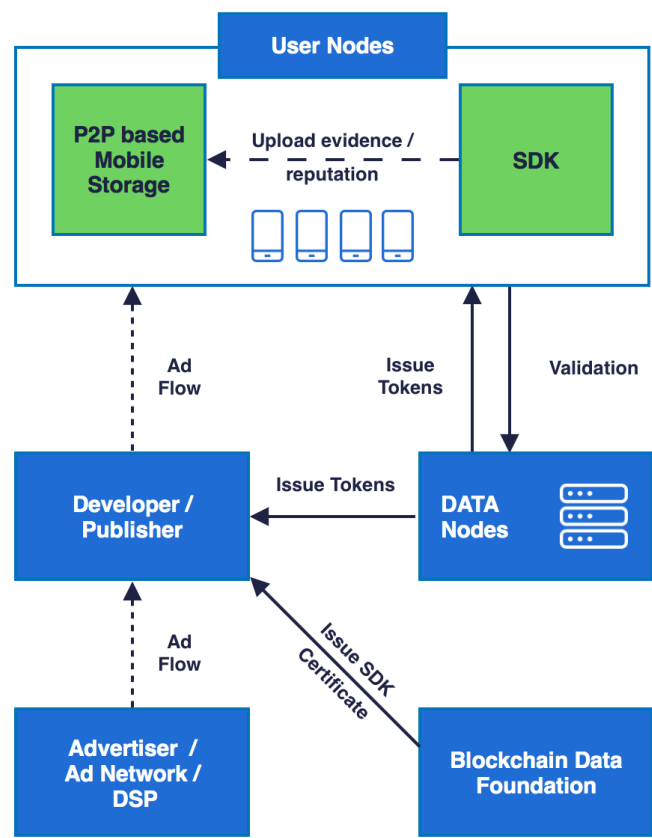 User Nodes
P2P based
Mobile
Storage
Upload evidence /
reputation
SDK
Ad
Flow
Issue
Tokens
Validation
Developer /
Publisher
Issue Tokens
DATA
Nodes
Ad
Flow
Issue SDK
Certificate
Advertiser /
Ad Network /
DSP
Blockchain Data
Foundation